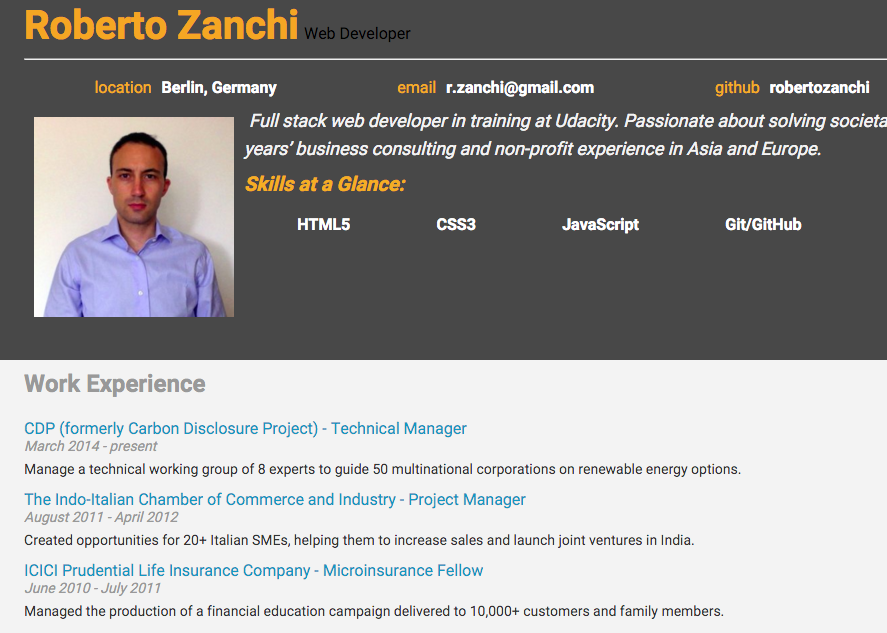 Roberto Zanchi Web Developer
location Berlin, Germany email r.zanchi@gmail.com github robertozanchi
Full stack web developer in training at Udacity. Passionate about solving
years’ business consulting and non-profit experience in Asia and Europe.
Skills at a Glance:
HTML5 CSS3 JavaScript Git/GitHub
Work Experience
CDP (formerly Carbon Disclosure Project) - Technical Manager
March 2014 - present
Manage a technical working group of 8 experts to guide 50 multinational corporations on renewable energy options.
The Indo-Italian Chamber of Commerce and Industry - Project Manager
August 2011 - April 2012
Created opportunities for 20+ Italian SMEs, helping them to increase sales and launch joint ventures in India.
ICICI Prudential Life Insurance Company - Microinsurance Fellow
June 2010 - July 2011
Managed the production of a financial education campaign delivered to 10,000+ customers and family members.